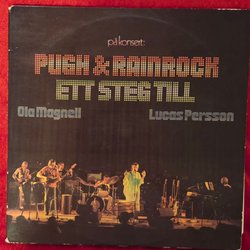 på konsert:
PUGH & RAINROCK
ETT STEG TILL
Ola Magnell
Lucas Persson